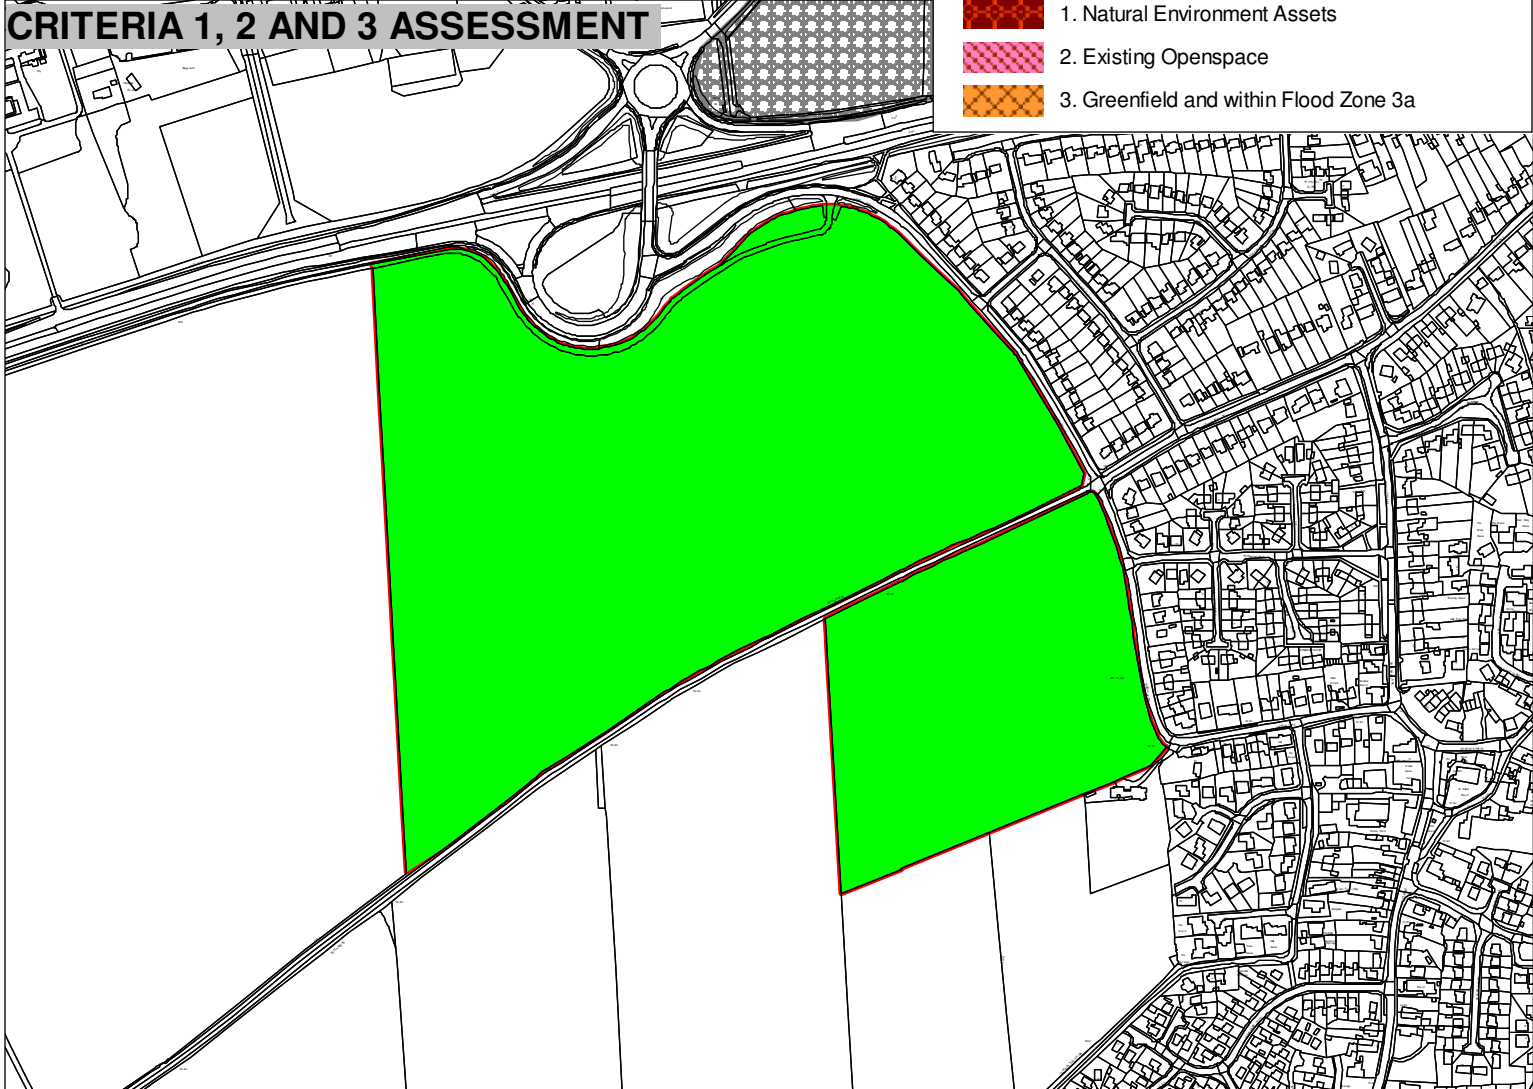 CRITERIA 1, 2 AND 3 ASSESSMENT
1. Natural Environment Assets
2. Existing Openspace
3. Greenfield and within Flood Zone 3a